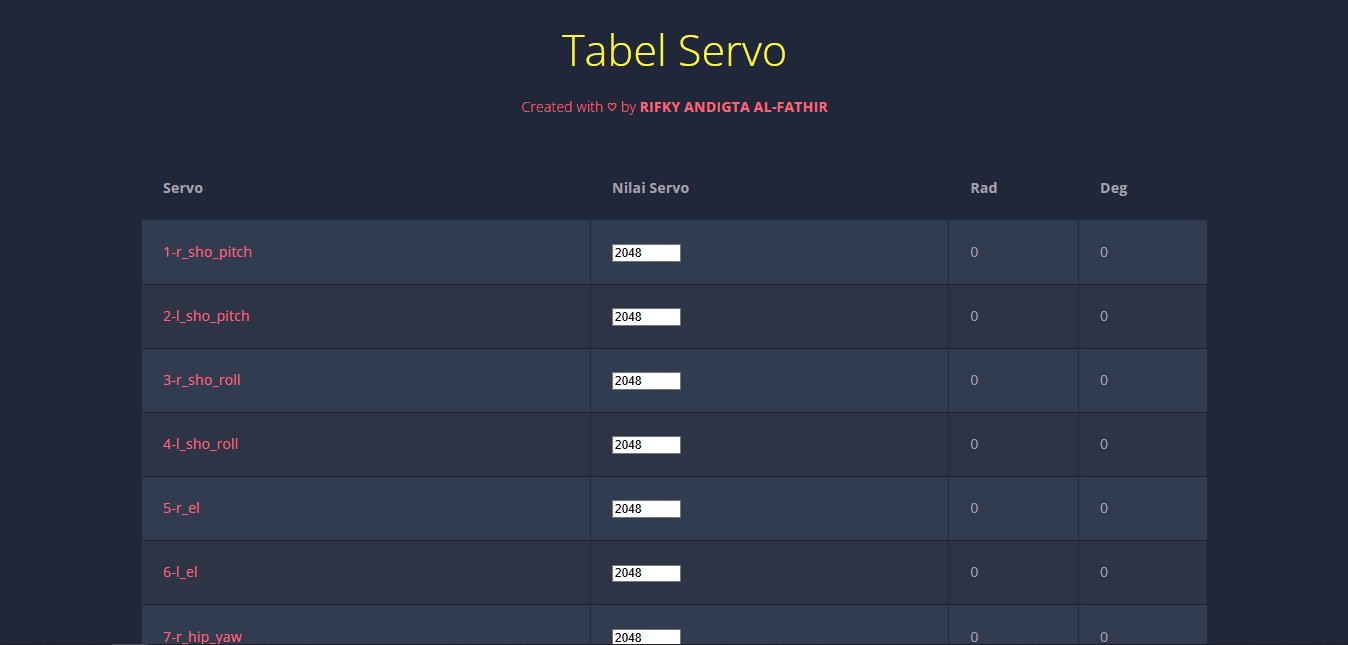 Tabel Servo
Created with ♡ by RIFKY ANDIGTA AL-FATHIR
Servo Nilai Servo Rad Deg
1-r_sho_pitch 2048 0 0
2-l_sho_pitch 2048 0 0
3-r_sho_roll 2048 0 0
4-l_sho_roll 2048 0 0
5-r_el 2048 0 0
6-l_el 2048 0 0
7-r_hip_yaw 2048 0 0